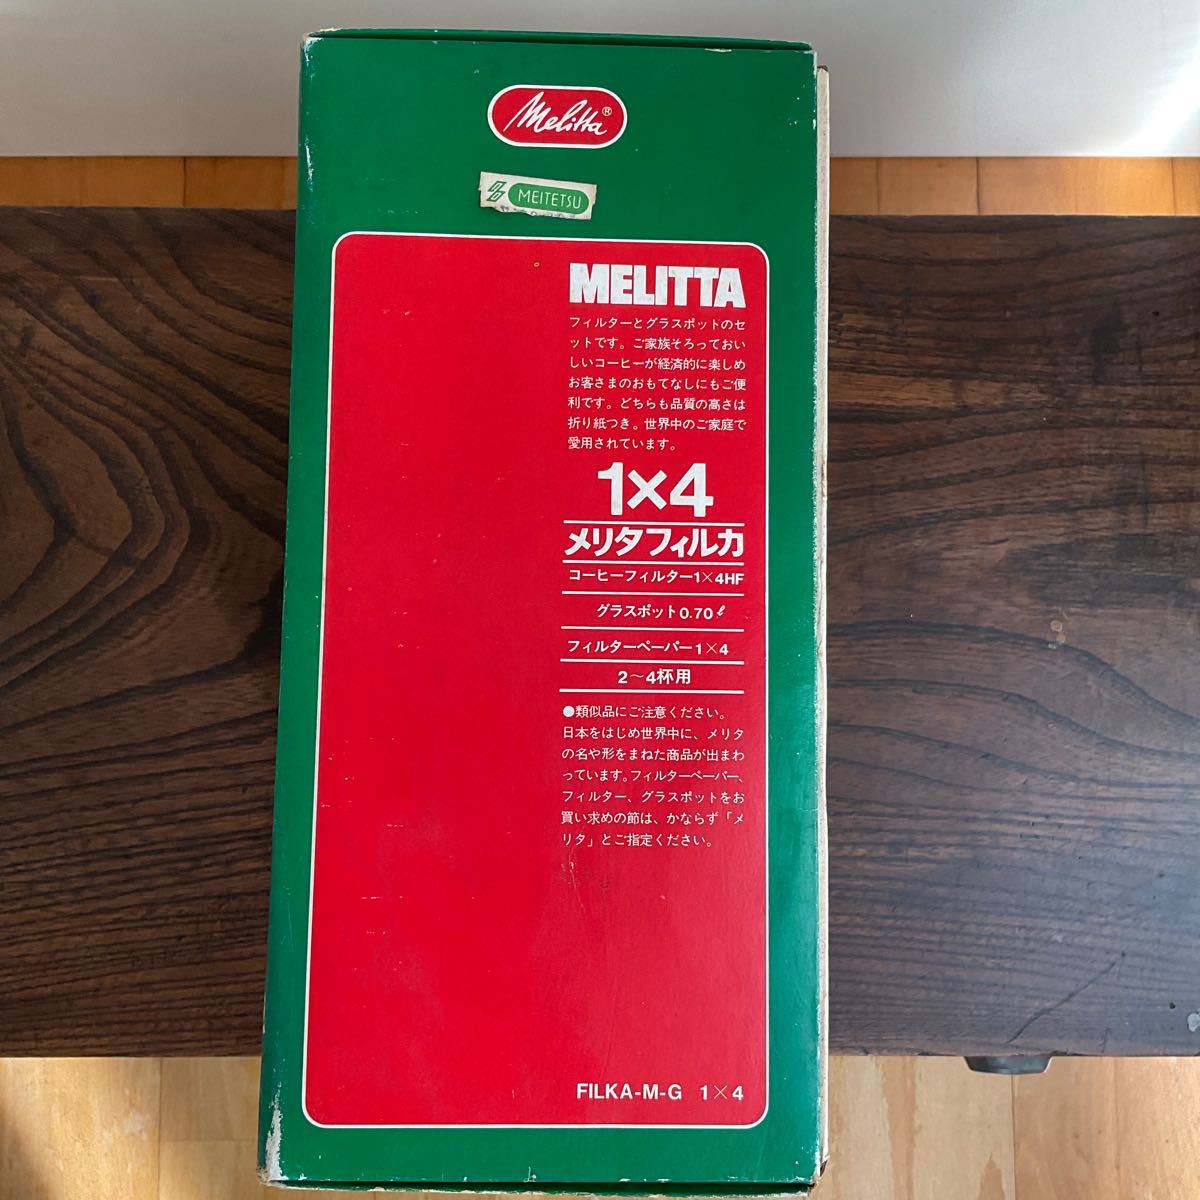 Melitta®
MEITETSU
MELITTA
フィルターとグラスポットのセ
ットです。ご家族そろっておい
しいコーヒーが経済的に楽しめ
お客さまのおもてなしにもご便
利です。どちらも品質の高さは
折り紙つき。世界中のご家庭で
愛用されています。
1×4
メリタフィルカ
コーヒーフィルター1×4HF
グラスポット0.70ℓ
フィルターペーパー1×4
2〜4杯用
●類似品にご注意ください。
日本をはじめ世界中に、メリタ
の名や形をまねた商品が出まわ
っています。フィルターペーパー、
フィルター、グラスポットをお
買い求めの節は、かならず「メ
リタ」とご指定ください。
FILKA-M-G 1×4